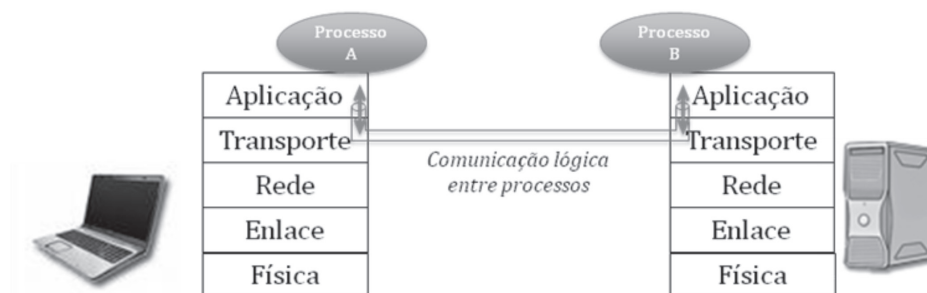 Processo
A
Processo
B
Aplicação
Aplicação
Transporte
Transporte
Comunicação lógica
entre processos
Rede
Rede
Enlace
Enlace
Física
Física